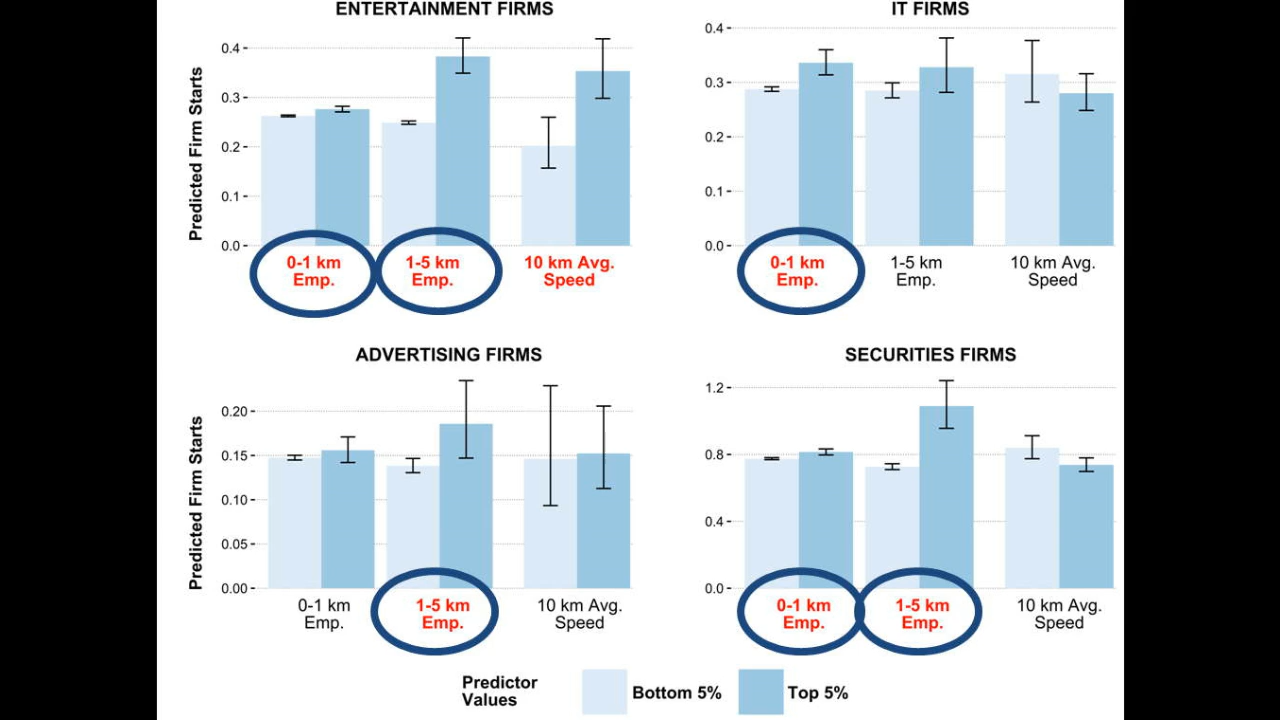 ENTERTAINMENT FIRMS
Predicted Firm Starts
0.4
0.3
0.2
0.1
0.0
0-1 km
Emp.
1-5 km
Emp.
10 km Avg.
Speed
IT FIRMS
0.4
0.3
0.2
0.1
0.0
0-1 km
Emp.
1-5 km
Emp.
10 km Avg.
Speed
ADVERTISING FIRMS
Predicted Firm Starts
0.20
0.15
0.10
0.05
0.00
0-1 km
Emp.
1-5 km
Emp.
10 km Avg.
Speed
SECURITIES FIRMS
1.2
0.8
0.4
0.0
0-1 km
Emp.
1-5 km
Emp.
10 km Avg.
Speed
Predictor
Values
Bottom 5%
Top 5%